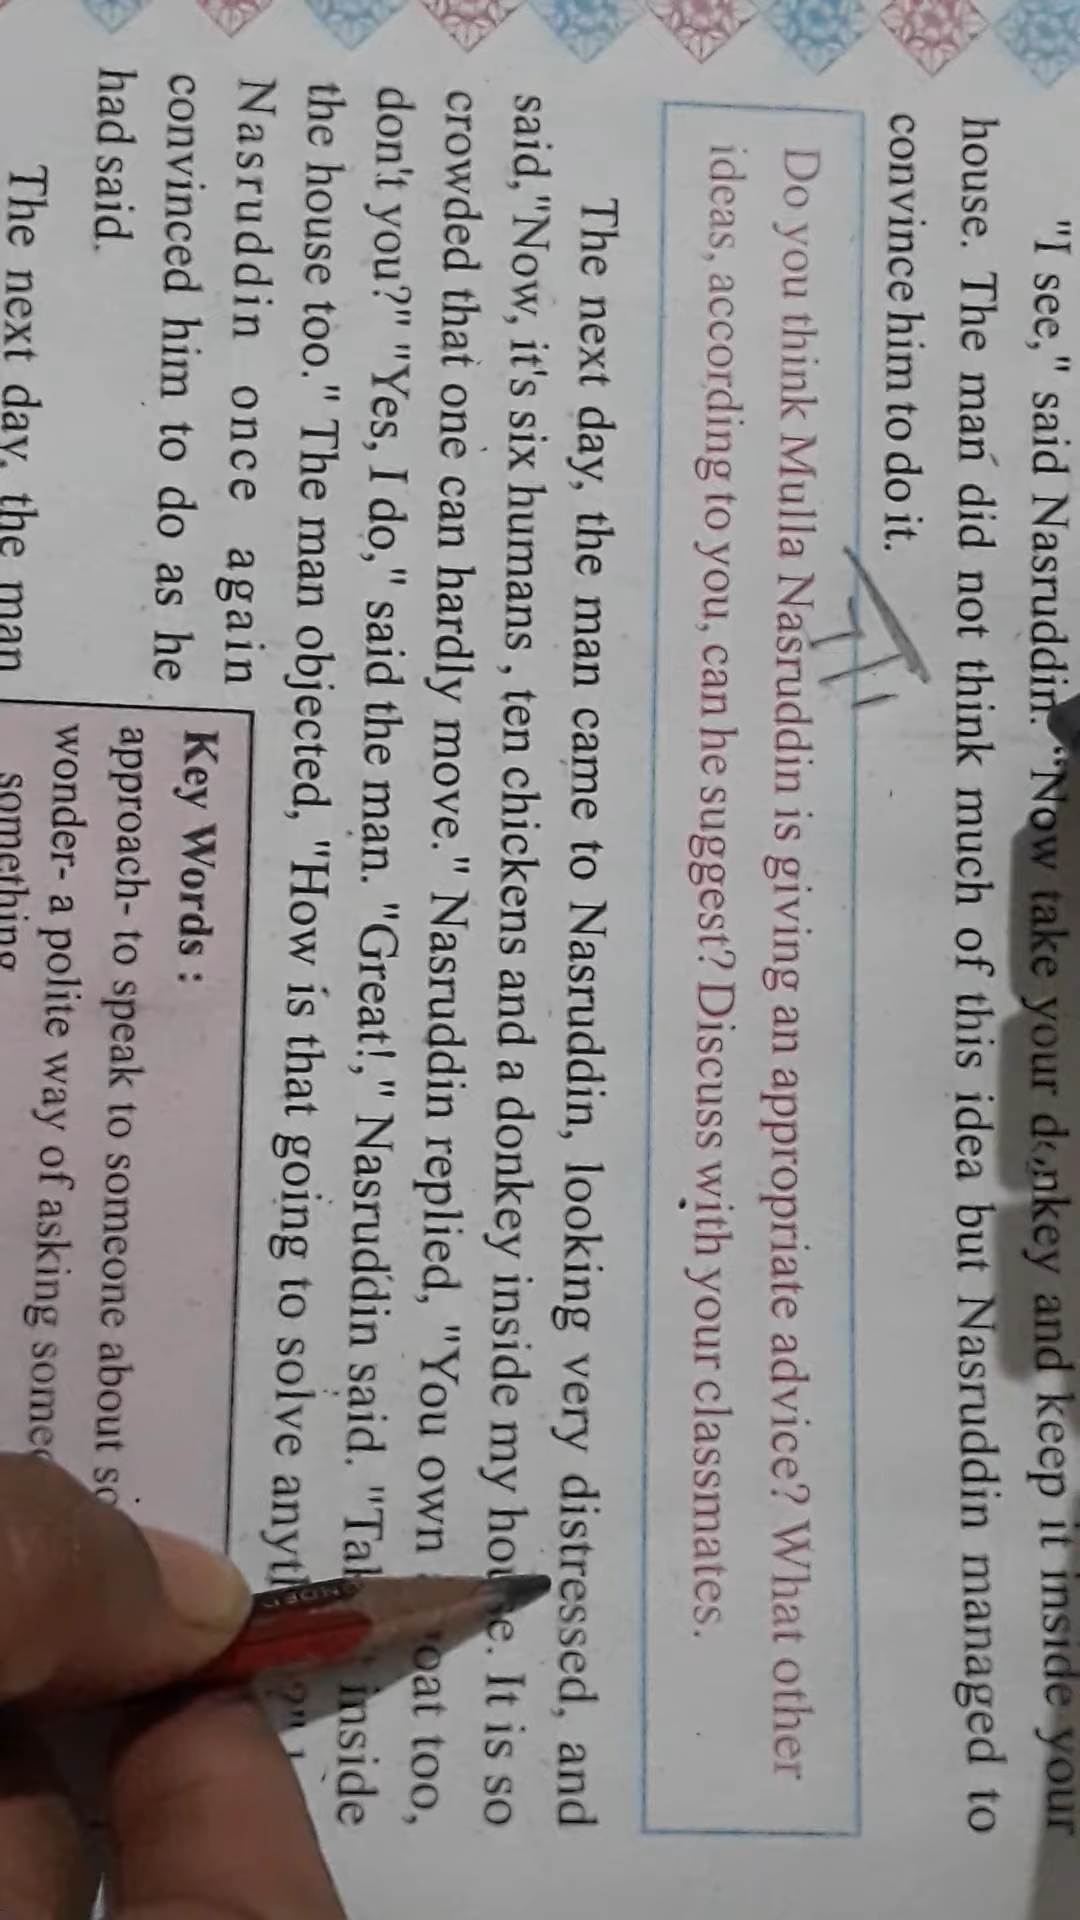 "I see," said Nasruddin. "Now take your donkey and keep it inside your
house. The man did not think much of this idea but Nasruddin managed to
convince him to do it.
Do you think Mulla Nasruddin is giving an appropriate advice? What other
ideas, according to you, can he suggest? Discuss with your classmates.
The next day, the man came to Nasruddin, looking very distressed, and
said, "Now, it's six humans , ten chickens and a donkey inside my . It is so
crowded that one can hardly move." Nasruddin replied, "You own too,
don't you?" "Yes, I do," said the man. "Great!," Nasruddin said. inside
the house too." The man objected, "How is that going to solve
Nasruddin once again
convinced him to do as he
had said.
The next day, the man
Key Words :
approach- to speak to someone about
wonder- a polite way of asking
something